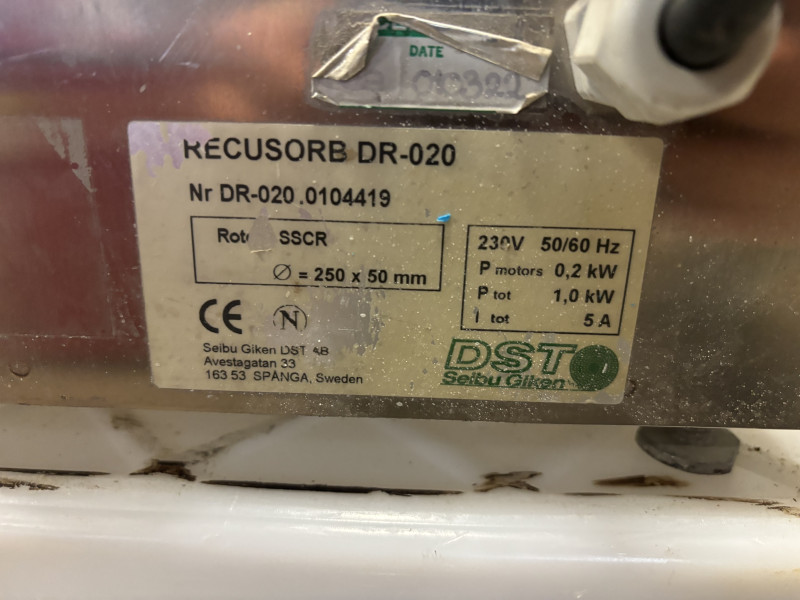 DATE
010322
RECUSORB DR-020
Nr DR-020.0104419
SSCR
Ø = 250 x 50 mm
230V 50/60 Hz
P motors 0,2 kW
P tot 1,0 kW
I tot 5 A
CE N
Seibu Giken DST AB
Avestagatan 33
163 53 SPÅNGA, Sweden
DST
Seibu Giken